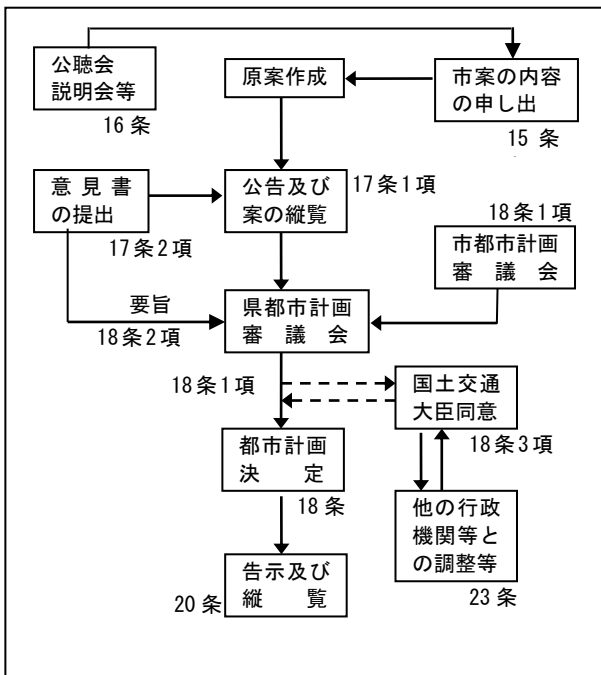 公聴会
説明会等
16条
原案作成
市案の内容
の申し出
15条
意見書
の提出
17条2項
公告及び
案の縦覧
17条1項
18条1項
市都市計画
審議会
要旨
18条2項
県都市計画
審議会
18条1項
国土交通
大臣同意
18条3項
都市計画
決定
18条
他の行政
機関等と
の調整等
23条
告示及び
縦覧
20条